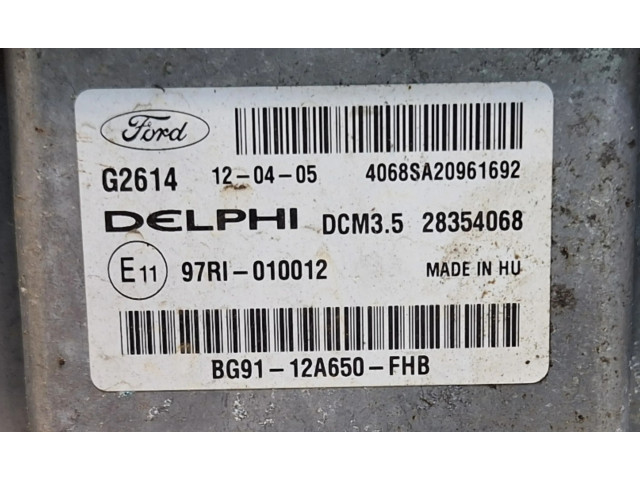 Ford
G2614 12-04-05 4068SA20961692
DELPHI DCM3.5 28354068
E11 97RI-010012 MADE IN HU
BG91-12A650-FHB